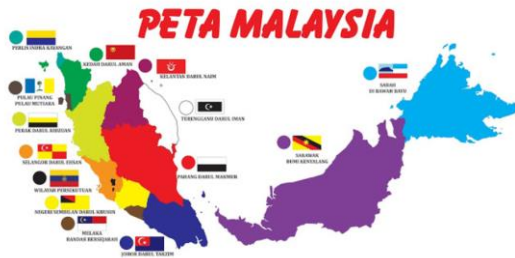 PETA MALAYSIA
PERLIS INDRA KAYANGAN
KEDAH DARUL AMAN
KELANTAN DARUL NAIM
PULAU PINANG
PULAU MUTIARA
TERENGGANU DARUL IMAN
PERAK DARUL RIDZUAN
SELANGOR DARUL EHSAN
PAHANG DARUL MAKMUR
WILAYAH PERSEKUTUAN
NEGERI SEMBILAN DARUL KHUSUS
MELAKA
BANDAR BERSEJARAH
JOHOR DARUL TAKZIM
SARAWAK
BUMI KENYALANG
SABAH
DI BAWAH BAYU